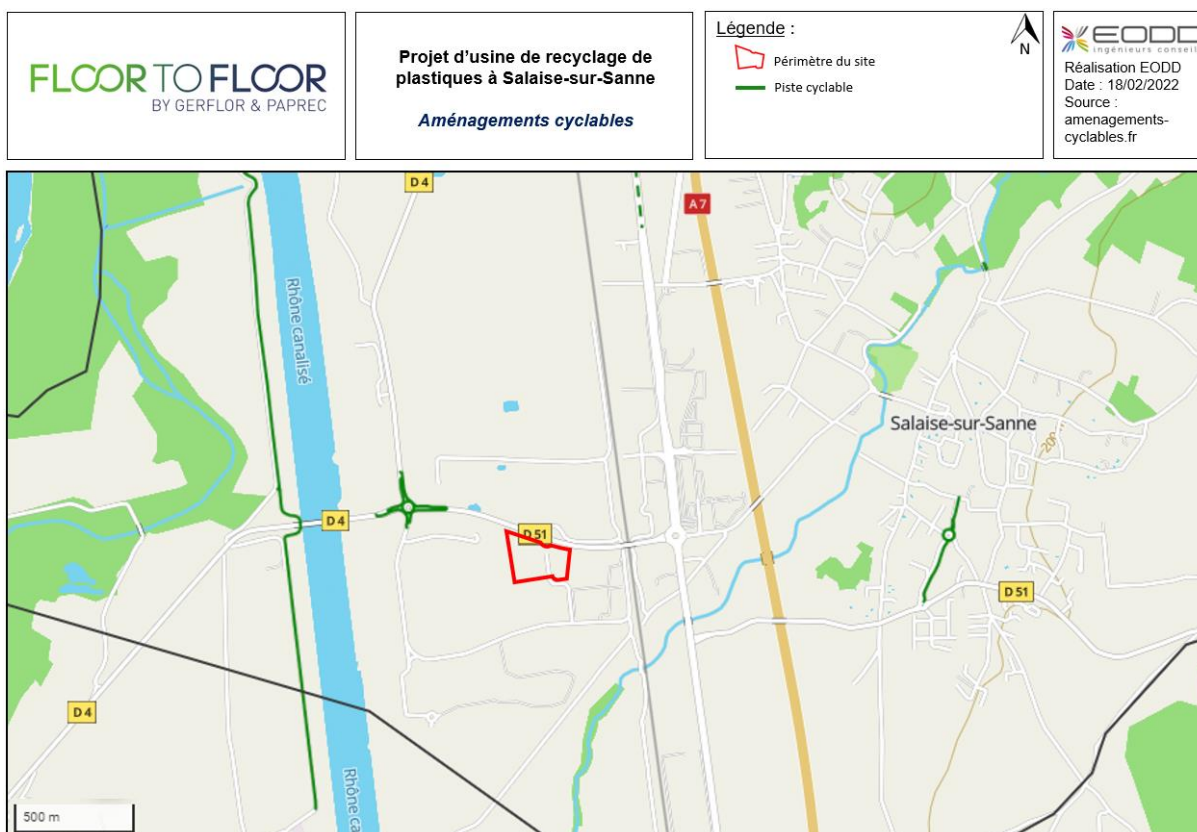 FLOOR TO FLOOR
BY GERFLOR & PAPREC
Projet d'usine de recyclage de
plastiques à Salaise-sur-Sanne
Aménagements cyclables
Légende :
Périmètre du site
Piste cyclable
N
EODD
ingénieurs conseil
Réalisation EODD
Date : 18/02/2022
Source :
amenagements-
cyclables.fr
D 4
A 7
Rhône canalisé
Salaise-sur-Sanne
200
D 4
D 51
D 51
D 4
Rhône ca
500 m